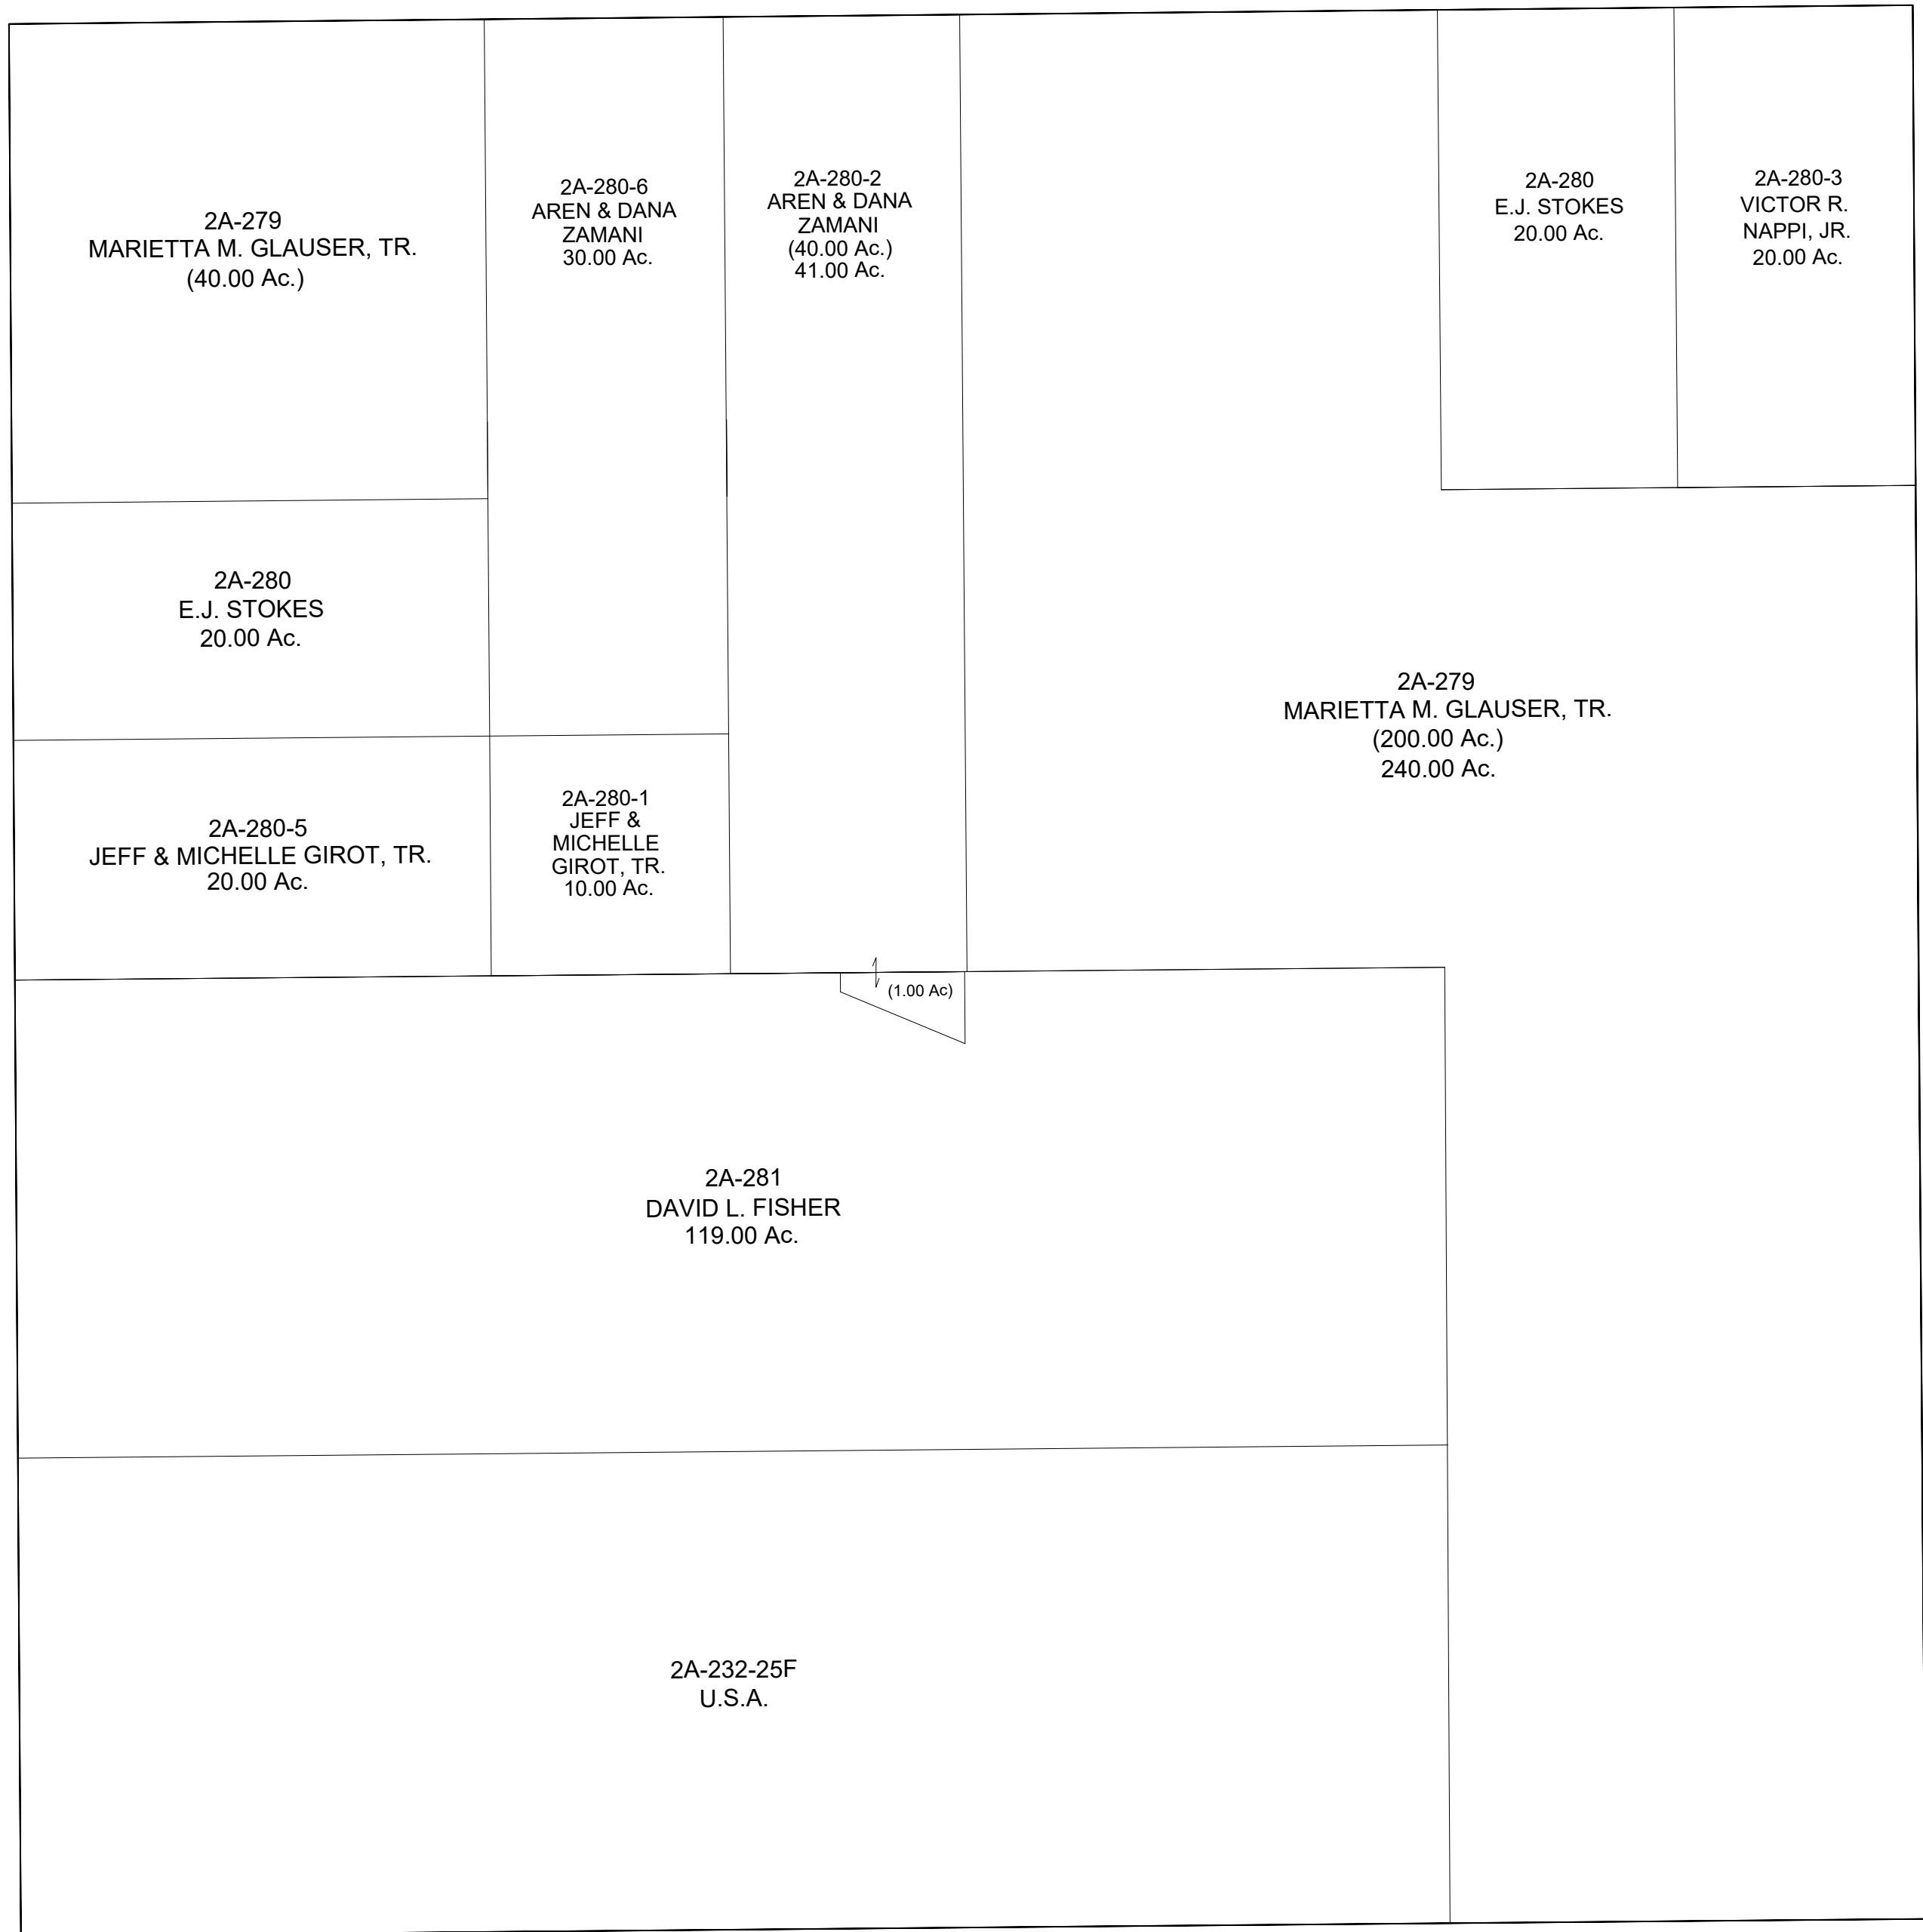 2A-279
MARIETTA M. GLAUSER, TR.
(40.00 Ac.)
2A-280-6
AREN & DANA
ZAMANI
30.00 Ac.
2A-280-2
AREN & DANA
ZAMANI
(40.00 Ac.)
41.00 Ac.
2A-280
E.J. STOKES
20.00 Ac.
2A-280-3
VICTOR R.
NAPPI, JR.
20.00 Ac.
2A-280
E.J. STOKES
20.00 Ac.
2A-279
MARIETTA M. GLAUSER, TR.
(200.00 Ac.)
240.00 Ac.
2A-280-5
JEFF & MICHELLE GIROT, TR.
20.00 Ac.
2A-280-1
JEFF &
MICHELLE
GIROT, TR.
10.00 Ac.
(1.00 Ac)
2A-281
DAVID L. FISHER
119.00 Ac.
2A-232-25F
U.S.A.